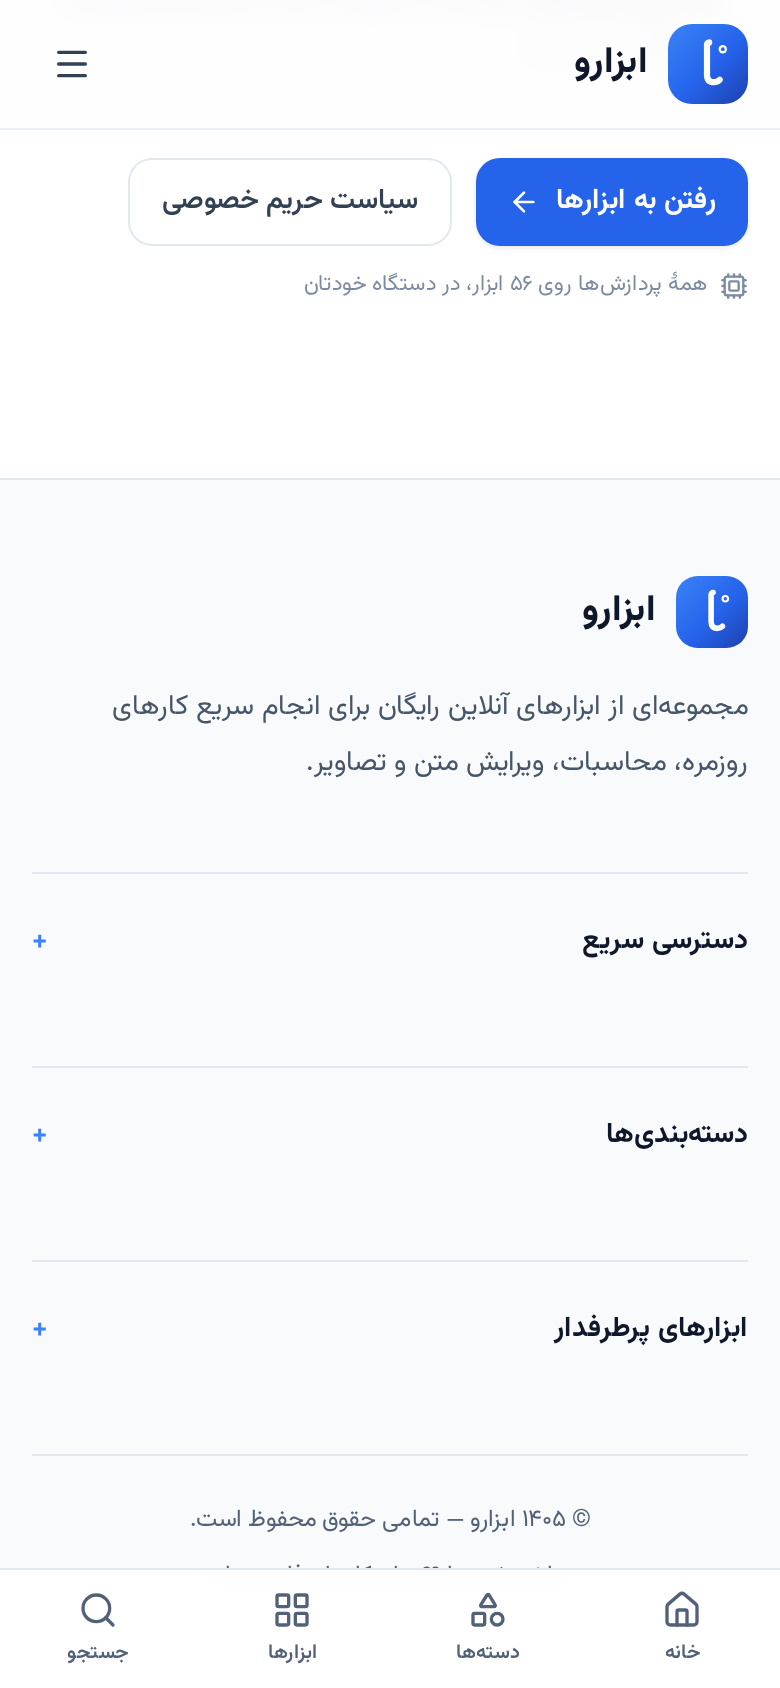 ابزارو
رفتن به ابزارها
سیاست حریم خصوصی
همهٔ پردازش‌ها روی ۵۶ ابزار، در دستگاه خودتان
ابزارو
مجموعه‌ای از ابزارهای آنلاین رایگان برای انجام سریع کارهای
روزمره، محاسبات، ویرایش متن و تصاویر.
دسترسی سریع +
دسته‌بندی‌ها +
ابزارهای پرطرفدار +
© ۱۴۰۵ ابزارو — تمامی حقوق محفوظ است.
خانه
دسته‌ها
ابزارها
جستجو